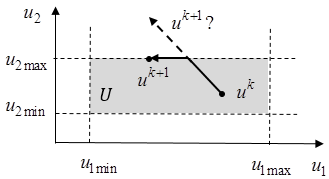 u2
u^{k+1}?
u2max
u^{k+1}
u^k
U
u2min
u1min
u1max
u1